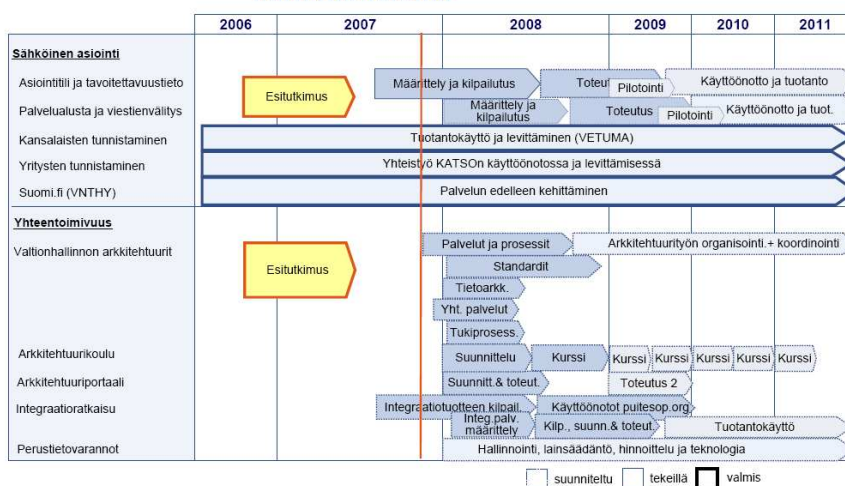 2006 2007 2008 2009 2010 2011
Sähköinen asiointi
Asiointitili ja tavoitettavuustieto
Esitutkimus
Määrittely ja kilpailutus
Toteutus
Pilotointi
Käyttöönotto ja tuotanto
Palvelualusta ja viestienvälitys
Määrittely ja
kilpailutus
Toteutus
Pilotointi
Käyttöönotto ja tuot.
Kansalaisten tunnistaminen
Tuotantokäyttö ja levittäminen (VETUMA)
Yritysten tunnistaminen
Yhteistyö KATSOn käyttöönotossa ja levittämisessä
Suomi.fi (VNTHY)
Palvelun edelleen kehittäminen
Yhteentoimivuus
Valtionhallinnon arkkitehtuurit
Esitutkimus
Palvelut ja prosessit
Arkkitehtuurityön organisointi.+ koordinointi
Standardit
Tietoarkk.
Yht. palvelut
Tukiprosess.
Arkkitehtuurikoulu
Suunnittelu
Kurssi
Kurssi
Kurssi
Kurssi
Kurssi
Kurssi
Arkkitehtuuriportaali
Suunnitt.& toteut.
Toteutus 2
Integraatioratkaisu
Integraatiotuotteen kilpail.
Käyttöönotot puitesop.org.
Integ.palv.
määrittely
Kilp., suunn.& toteut.
Tuotantokäyttö
Perustietovarannot
Hallinnointi, lainsäädäntö, hinnoittelu ja teknologia
suunniteltu tekeillä valmis